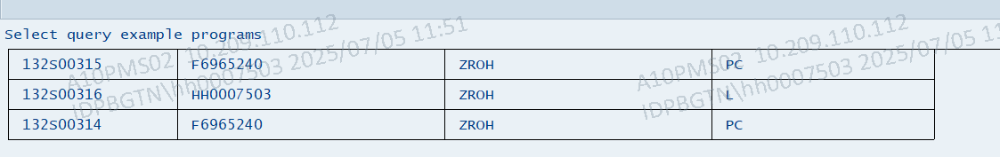 Select query example programs
132S00315 F6965240 ZROH PC
132S00316 HH0007503 ZROH L
132S00314 F6965240 ZROH PC
A10PMS02 10.209.110.112
IDPBGTN\hh0007503 2025/07/05 11:51
A10PMS02 10.209.110.112
IDPBGTN\hh0007503 2025/07/05 11